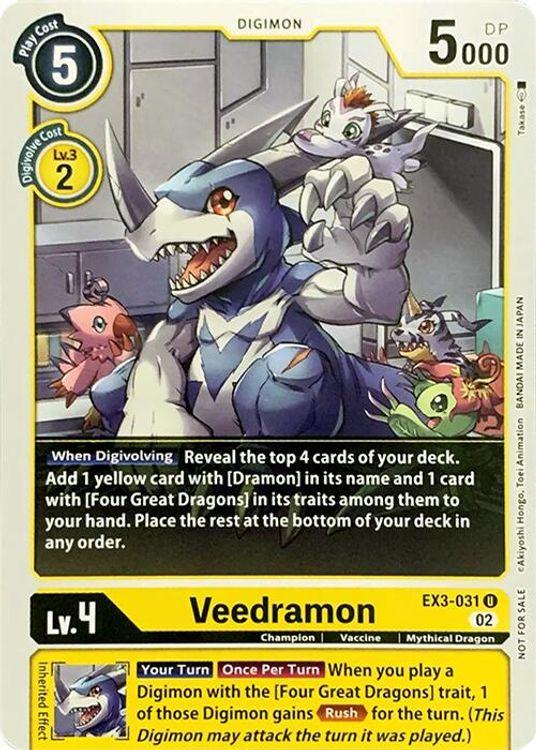 DIGIMON
Play Cost
5
5000
DP
Digivolve Cost
Lv.3
2
Takase
When Digivolving Reveal the top 4 cards of your deck.
Add 1 yellow card with [Dramon] in its name and 1 card
with [Four Great Dragons] in its traits among them to
your hand. Place the rest at the bottom of your deck in
any order.
©Akiyoshi Hongo, Toei Animation BANDAI MADE IN JAPAN
NOT FOR SALE
Lv.4
Veedramon
EX3-031 U
02
Champion | Vaccine | Mythical Dragon
Inherited Effect
Your Turn Once Per Turn When you play a
Digimon with the [Four Great Dragons] trait, 1
of those Digimon gains Rush for the turn. (This
Digimon may attack the turn it was played.)